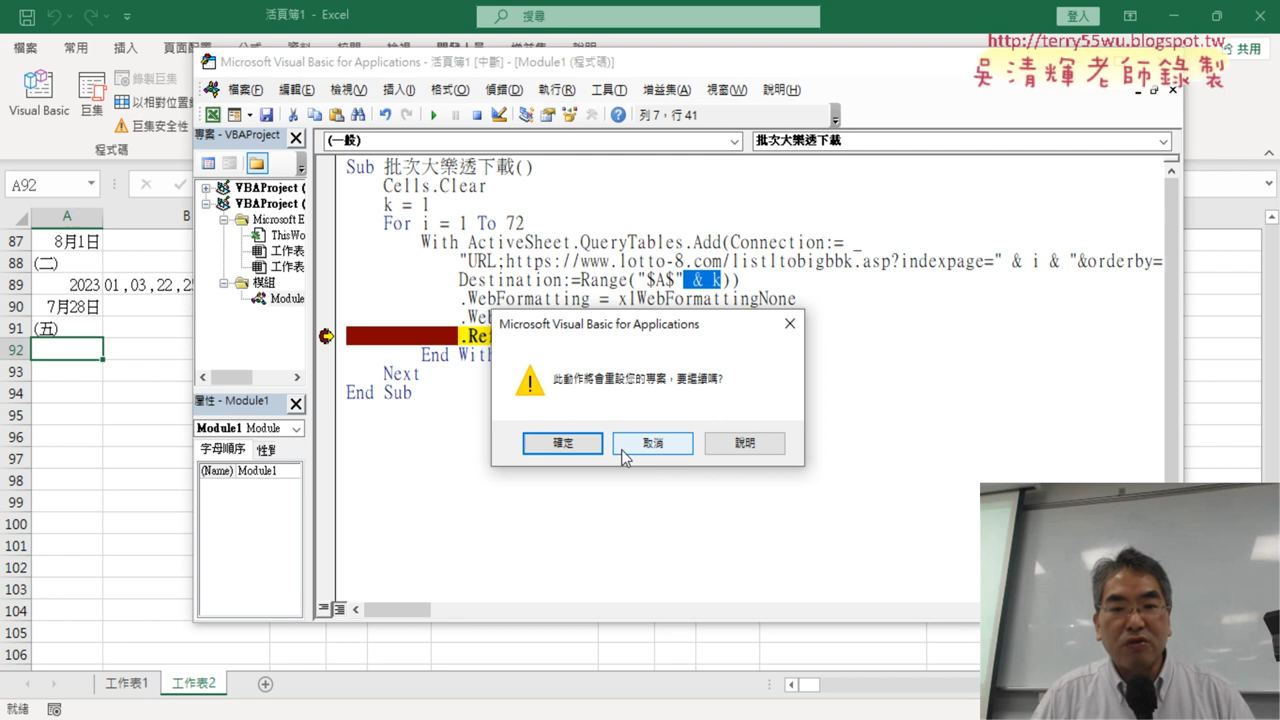 活頁簿1 - Excel
搜尋
登入
檔案
常用
插入
http://terry55wu.blogspot.tw
吳清輝老師錄製
共用
Visual Basic
巨集
錄製巨集
以相對位置
巨集安全性
程式碼
A92
A
B
87
8月1日
88
(二)
89
2023
01,03,22,2
90
7月28日
91
(五)
92
93
94
95
96
97
98
99
100
101
102
103
104
105
106
工作表1
工作表2
就緒
Microsoft Visual Basic for Applications - 活頁簿1 [中斷] - [Module1 (程式碼)]
檔案(F)
編輯(E)
檢視(V)
插入(I)
格式(O)
偵錯(D)
執行(R)
工具(T)
增益集(A)
視窗(W)
說明(H)
列 7，行 41
專案 - VBAProject
VBAProject (
VBAProject (
Microsoft E
ThisWo
工作表
工作表
模組
Module
屬性 - Module1
Module1 Module
字母順序
性質
(Name)
Module1
(一般)
批次大樂透下載
Sub 批次大樂透下載()
Cells.Clear
k = 1
For i = 1 To 72
With ActiveSheet.QueryTables.Add(Connection:= _
"URL;https://www.lotto-8.com/listltobigbbk.asp?indexpage=" & i & "&orderby=
Destination:=Range("$A$" & k))
.WebFormatting = xlWebFormattingNone
.We
.Re
End With
Next
End Sub
Microsoft Visual Basic for Applications
此動作將會重設您的專案，要繼續嗎?
確定
取消
說明